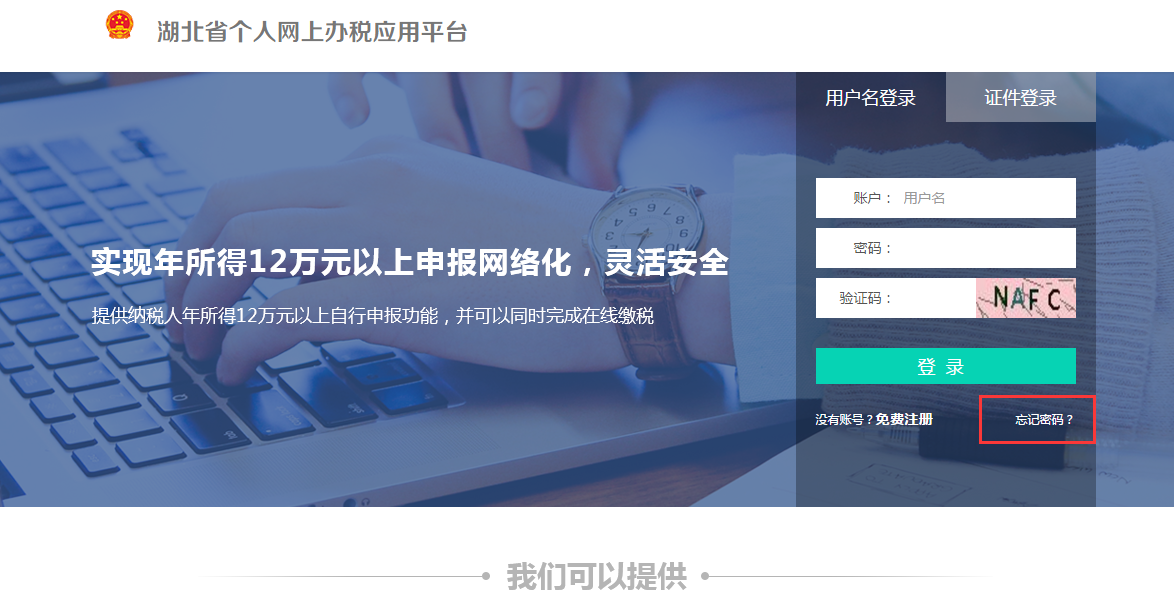 湖北省个人网上办税应用平台
用户名登录
证件登录
账户： 用户名
密码：
验证码：
NAFC
实现年所得12万元以上申报网络化，灵活安全
提供纳税人年所得12万元以上自行申报功能，并可以同时完成在线缴税
登 录
没有账号？免费注册
忘记密码？
我们可以提供